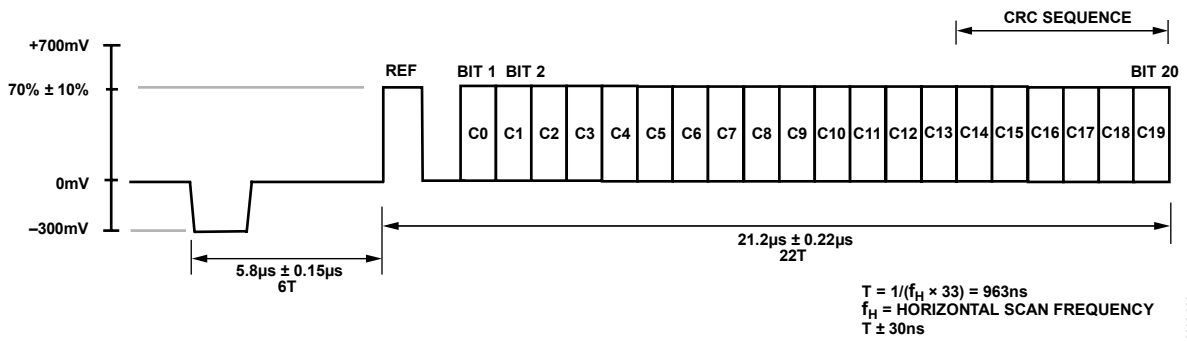 CRC SEQUENCE
+700mV
REF
BIT 1 BIT 2
BIT 20
70% ± 10%
C0 C1 C2 C3 C4 C5 C6 C7 C8 C9 C10 C11 C12 C13 C14 C15 C16 C17 C18 C19
0mV
–300mV
21.2µs ± 0.22µs
22T
5.8µs ± 0.15µs
6T
T = 1/(fH × 33) = 963ns
fH = HORIZONTAL SCAN FREQUENCY
T ± 30ns